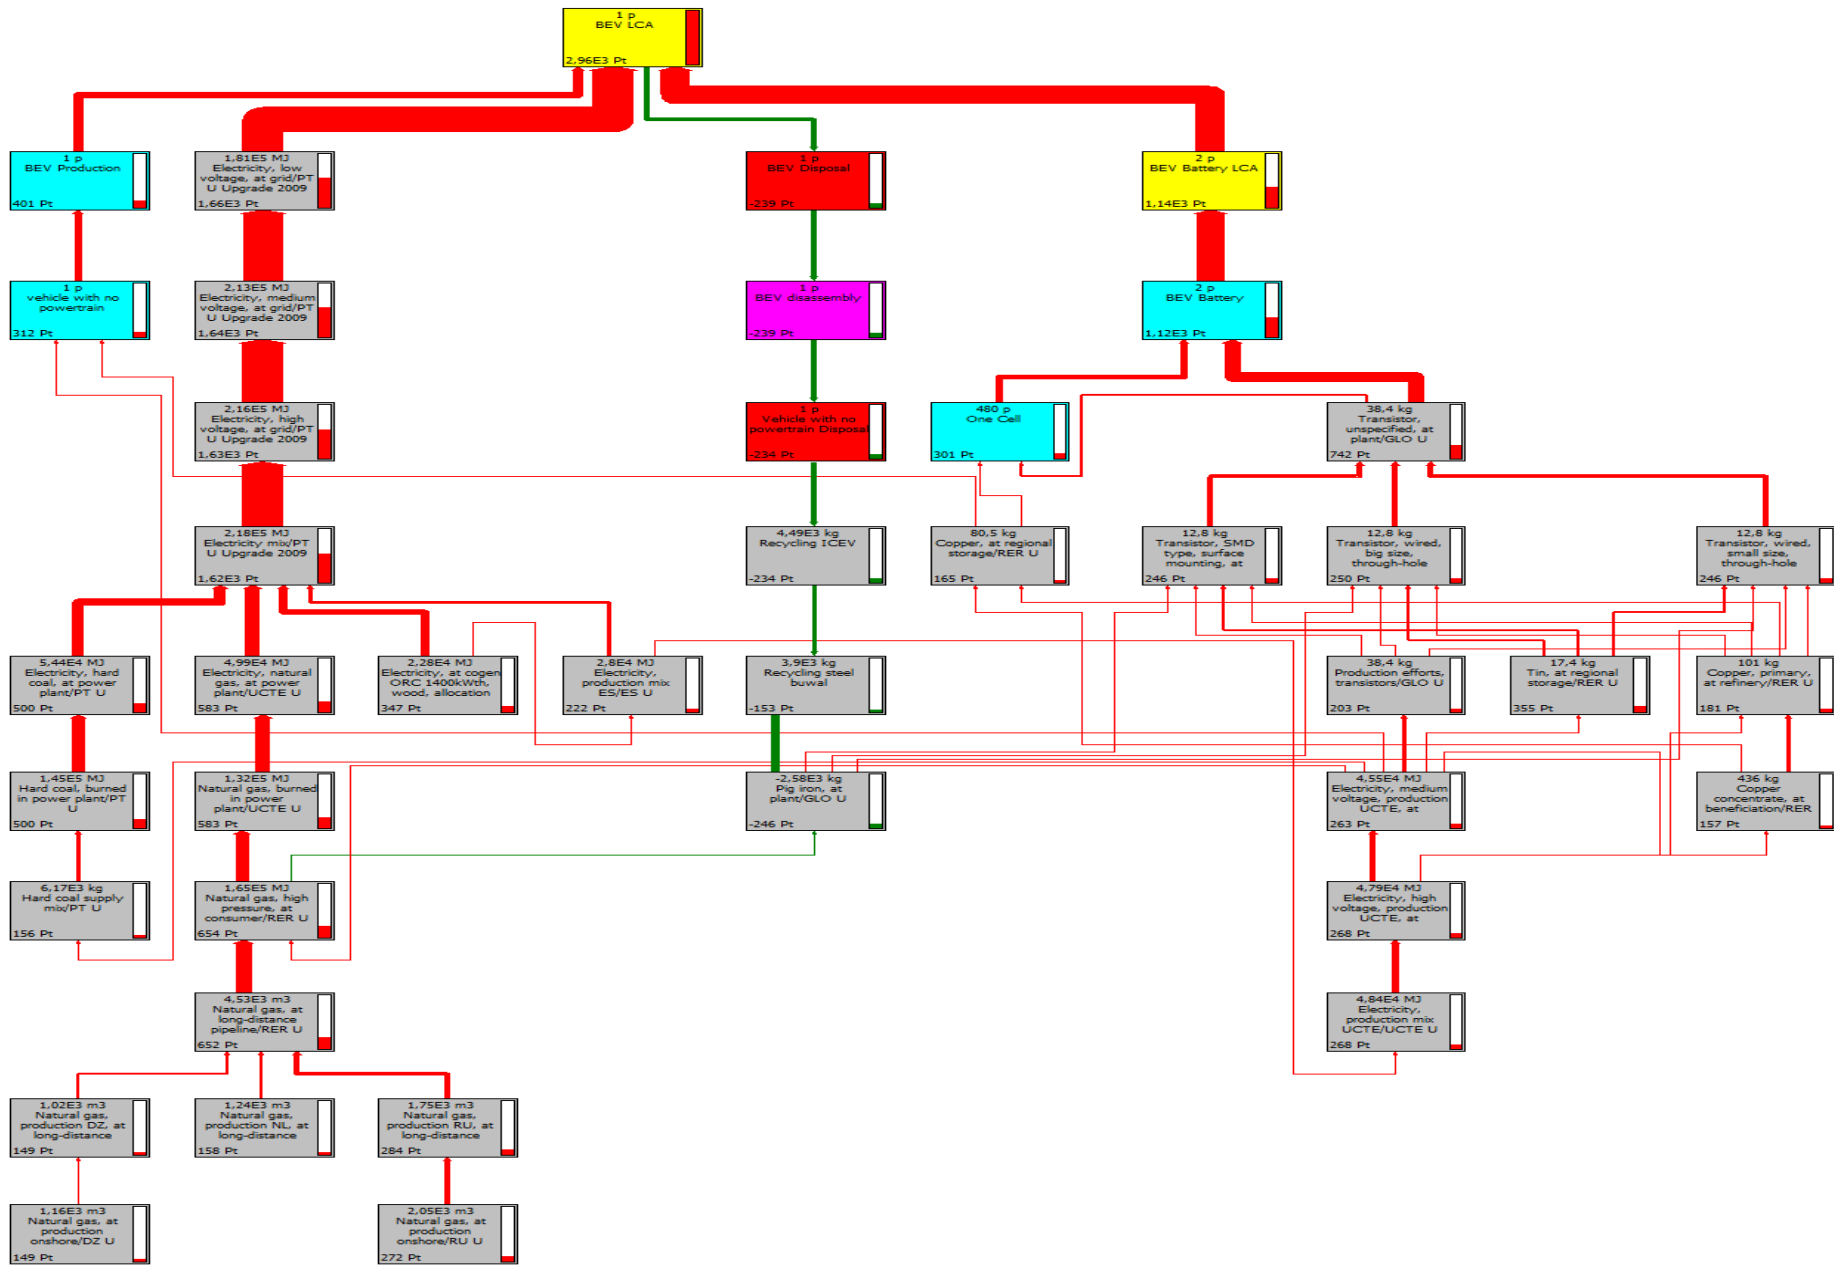 1 p
BEV LCA
2,96E3 Pt
1 p
BEV Production
401 Pt
1,81E5 MJ
Electricity, low
voltage, at grid/PT
U Upgrade 2009
1,66E3 Pt
1 p
BEV Disposal
-239 Pt
2 p
BEV Battery LCA
1,14E3 Pt
1 p
vehicle with no
powertrain
312 Pt
2,13E5 MJ
Electricity, medium
voltage, at grid/PT
U Upgrade 2009
1,64E3 Pt
1 p
BEV disassembly
-239 Pt
2 p
BEV Battery
1,12E3 Pt
2,16E5 MJ
Electricity, high
voltage, at grid/PT
U Upgrade 2009
1,63E3 Pt
1 p
Vehicle with no
powertrain Disposal
-234 Pt
480 p
One Cell
301 Pt
38,4 kg
Transistor,
unspecified, at
plant/GLO U
742 Pt
2,18E5 MJ
Electricity mix/PT
U Upgrade 2009
1,62E3 Pt
4,49E3 kg
Recycling ICEV
-234 Pt
80,5 kg
Copper, at regional
storage/RER U
165 Pt
12,8 kg
Transistor, SMD
type, surface
mounting, at
246 Pt
12,8 kg
Transistor, wired,
big size,
through-hole
250 Pt
12,8 kg
Transistor, wired,
small size,
through-hole
246 Pt
5,44E4 MJ
Electricity, hard
coal, at power
plant/PT U
500 Pt
4,99E4 MJ
Electricity, natural
gas, at power
plant/UCTE U
583 Pt
2,28E4 MJ
Electricity, at cogen
ORC 1400kWth,
wood, allocation
347 Pt
2,8E4 MJ
Electricity,
production mix
ES/ES U
222 Pt
3,9E3 kg
Recycling steel
buwal
-153 Pt
38,4 kg
Production efforts,
transistors/GLO U
203 Pt
17,4 kg
Tin, at regional
storage/RER U
355 Pt
101 kg
Copper, primary,
at refinery/RER U
181 Pt
1,45E5 MJ
Hard coal, burned
in power plant/PT
U
500 Pt
1,32E5 MJ
Natural gas, burned
in power
plant/UCTE U
583 Pt
-2,58E3 kg
Pig iron, at
plant/GLO U
-246 Pt
4,55E4 MJ
Electricity, medium
voltage, production
UCTE, at
263 Pt
436 kg
Copper
concentrate, at
beneficiation/RER
157 Pt
6,17E3 kg
Hard coal supply
mix/PT U
156 Pt
1,65E5 MJ
Natural gas, high
pressure, at
consumer/RER U
654 Pt
4,79E4 MJ
Electricity, high
voltage, production
UCTE, at
268 Pt
4,53E3 m3
Natural gas, at
long-distance
pipeline/RER U
652 Pt
4,84E4 MJ
Electricity,
production mix
UCTE/UCTE U
268 Pt
1,02E3 m3
Natural gas,
production DZ, at
long-distance
149 Pt
1,24E3 m3
Natural gas,
production NL, at
long-distance
158 Pt
1,75E3 m3
Natural gas,
production RU, at
long-distance
284 Pt
1,16E3 m3
Natural gas, at
production
onshore/DZ U
149 Pt
2,05E3 m3
Natural gas, at
production
onshore/RU U
272 Pt